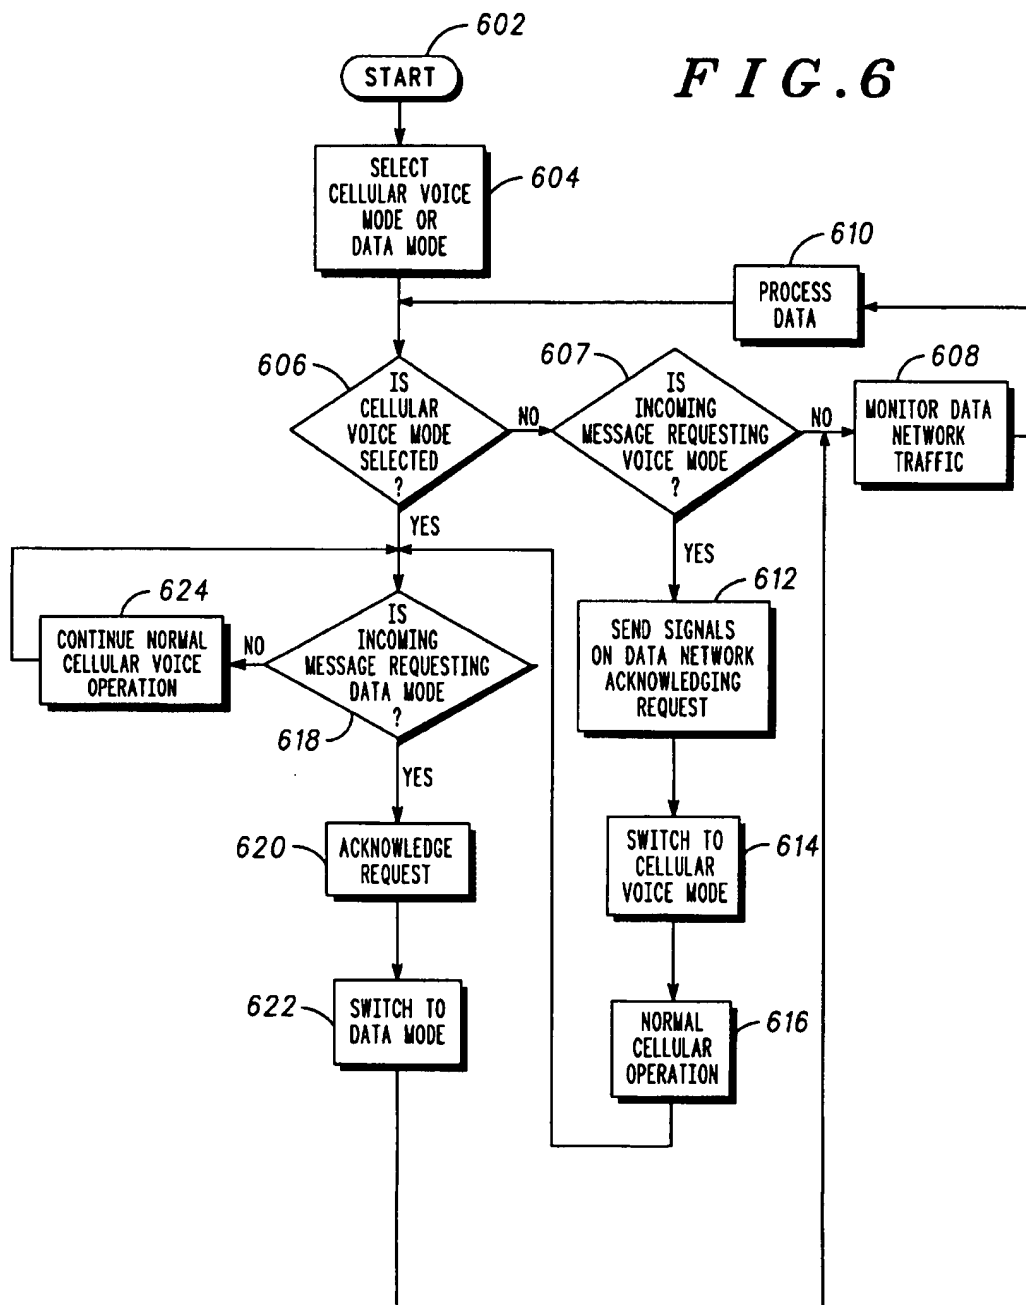 602
START
FIG.6
SELECT
CELLULAR VOICE
MODE OR
DATA MODE
604
610
PROCESS
DATA
606
IS
CELLULAR
VOICE MODE
SELECTED
?
NO
YES
607
IS
INCOMING
MESSAGE REQUESTING
VOICE MODE
?
NO
YES
608
MONITOR DATA
NETWORK
TRAFFIC
624
CONTINUE NORMAL
CELLULAR VOICE
OPERATION
NO
IS
INCOMING
MESSAGE REQUESTING
DATA MODE
?
618
YES
612
SEND SIGNALS
ON DATA NETWORK
ACKNOWLEDGING
REQUEST
620
ACKNOWLEDGE
REQUEST
SWITCH TO
CELLULAR
VOICE MODE
614
622
SWITCH TO
DATA MODE
NORMAL
CELLULAR
OPERATION
616